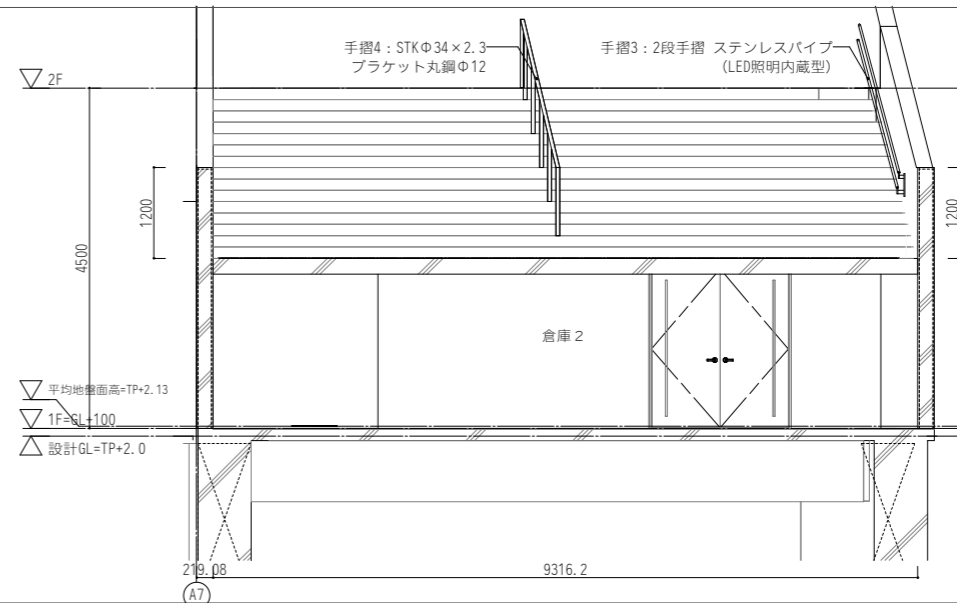 手摺4：STKΦ34×2.3
ブラケット丸鋼Φ12
手摺3：2段手摺 ステンレスパイプ
(LED照明内蔵型)
2F
1200
1200
4500
倉庫２
平均地盤面高=TP+2.13
1F=GL+100
設計GL=TP+2.0
219.08
9316.2
A7